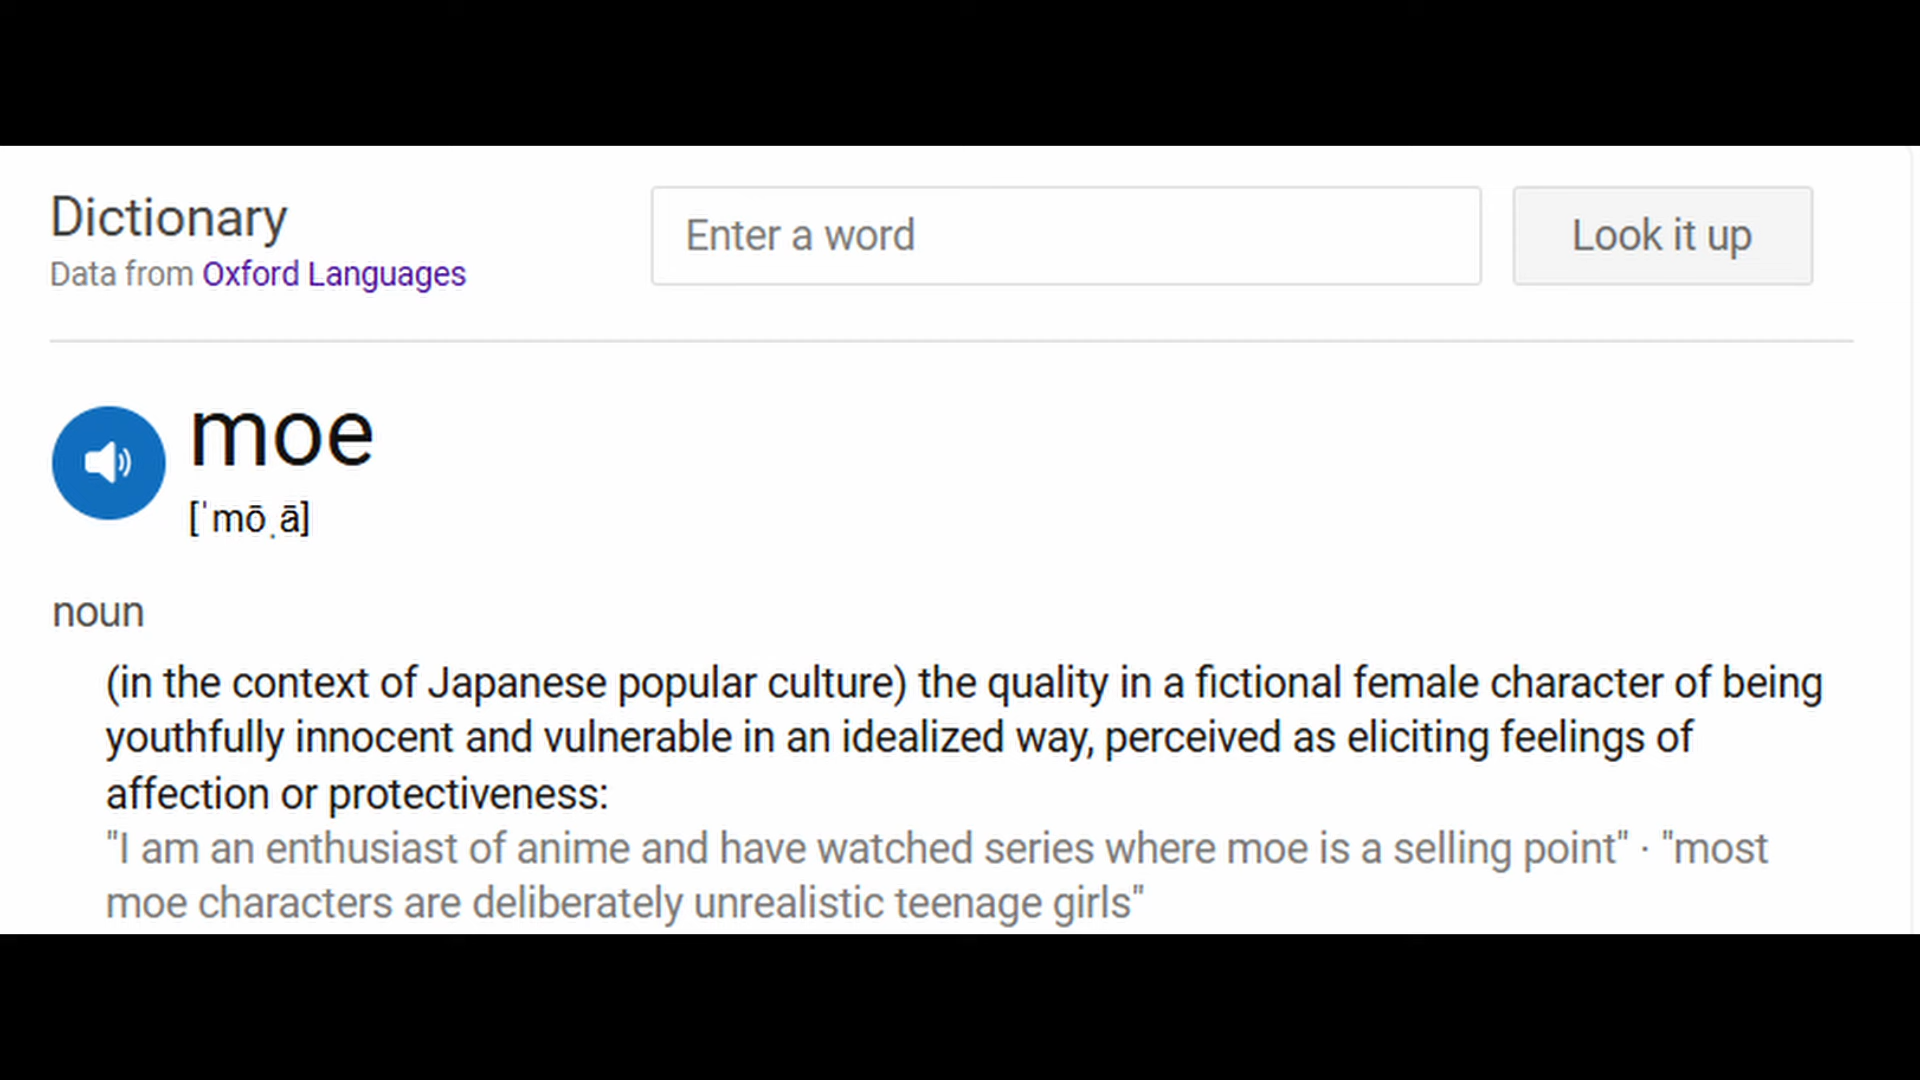 Dictionary
Data from Oxford Languages
Enter a word
Look it up
moe
[ˈmōˌā]
noun
(in the context of Japanese popular culture) the quality in a fictional female character of being
youthfully innocent and vulnerable in an idealized way, perceived as eliciting feelings of
affection or protectiveness:
"I am an enthusiast of anime and have watched series where moe is a selling point" · "most
moe characters are deliberately unrealistic teenage girls"